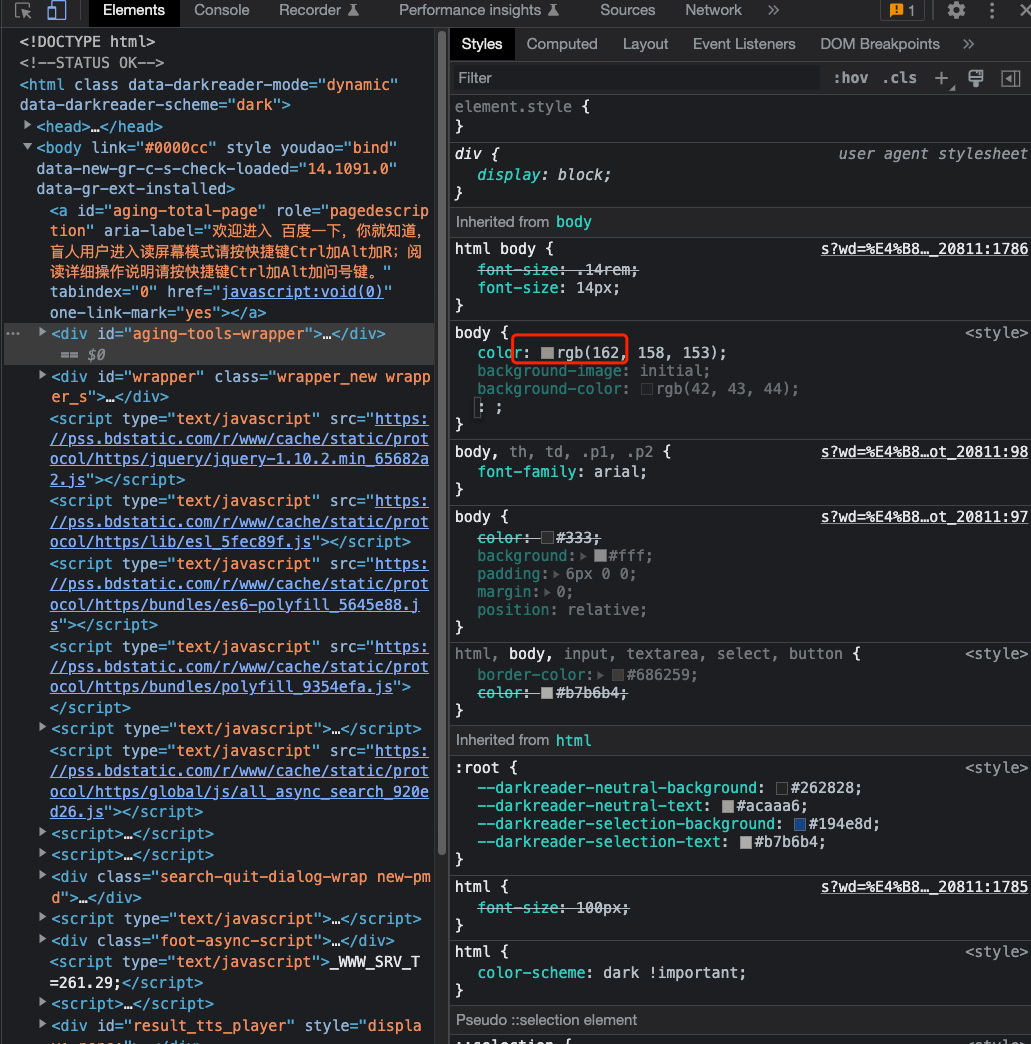 Elements Console Recorder Performance insights Sources Network » 1
<!DOCTYPE html>
<!--STATUS OK-->
<html class data-darkreader-mode="dynamic"
data-darkreader-scheme="dark">
<head>…</head>
<body link="#0000cc" style youdao="bind"
data-new-gr-c-s-check-loaded="14.1091.0"
data-gr-ext-installed>
<a id="aging-total-page" role="pagedescrip
tion" aria-label="欢迎进入 百度一下，你就知道，
盲人用户进入读屏幕模式请按快捷键Ctrl加Alt加R；阅
读详细操作说明请按快捷键Ctrl加Alt加问号键。"
tabindex="0" href="javascript:void(0)"
one-link-mark="yes"></a>
<div id="aging-tools-wrapper">…</div>
== $0
<div id="wrapper" class="wrapper_new wrapp
er_s">…</div>
<script type="text/javascript" src="https:
//pss.bdstatic.com/r/www/cache/static/prot
ocol/https/jquery/jquery-1.10.2.min_65682a
2.js"></script>
<script type="text/javascript" src="https:
//pss.bdstatic.com/r/www/cache/static/prot
ocol/https/lib/esl_5fec89f.js"></script>
<script type="text/javascript" src="https:
//pss.bdstatic.com/r/www/cache/static/prot
ocol/https/bundles/es6-polyfill_5645e88.j
s"></script>
<script type="text/javascript" src="https:
//pss.bdstatic.com/r/www/cache/static/prot
ocol/https/bundles/polyfill_9354efa.js">
</script>
<script type="text/javascript">…</script>
<script type="text/javascript" src="https:
//pss.bdstatic.com/r/www/cache/static/prot
ocol/https/global/js/all_async_search_920e
d26.js"></script>
<script>…</script>
<script>…</script>
<div class="search-quit-dialog-wrap new-pm
d">…</div>
<script type="text/javascript">…</script>
<div class="foot-async-script">…</div>
<script type="text/javascript">_WWW_SRV_T
=261.29;</script>
<script>…</script>
<div id="result_tts_player" style="displa
Styles Computed Layout Event Listeners DOM Breakpoints »
Filter :hov .cls +
element.style {
}
div { user agent stylesheet
display: block;
}
Inherited from body
html body { s?wd=%E4%B8…_20811:1786
font-size: .14rem;
font-size: 14px;
}
body { <style>
color: rgb(162, 158, 153);
background-image: initial;
background-color: rgb(42, 43, 44);
: ;
}
body, th, td, .p1, .p2 { s?wd=%E4%B8…ot_20811:98
font-family: arial;
}
body { s?wd=%E4%B8…ot_20811:97
color: #333;
background: #fff;
padding: 6px 0 0;
margin: 0;
position: relative;
}
html, body, input, textarea, select, button { <style>
border-color: #686259;
color: #b7b6b4;
}
Inherited from html
:root { <style>
--darkreader-neutral-background: #262828;
--darkreader-neutral-text: #acaaa6;
--darkreader-selection-background: #194e8d;
--darkreader-selection-text: #b7b6b4;
}
html { s?wd=%E4%B8…_20811:1785
font-size: 100px;
}
html { <style>
color-scheme: dark !important;
}
Pseudo ::selection element